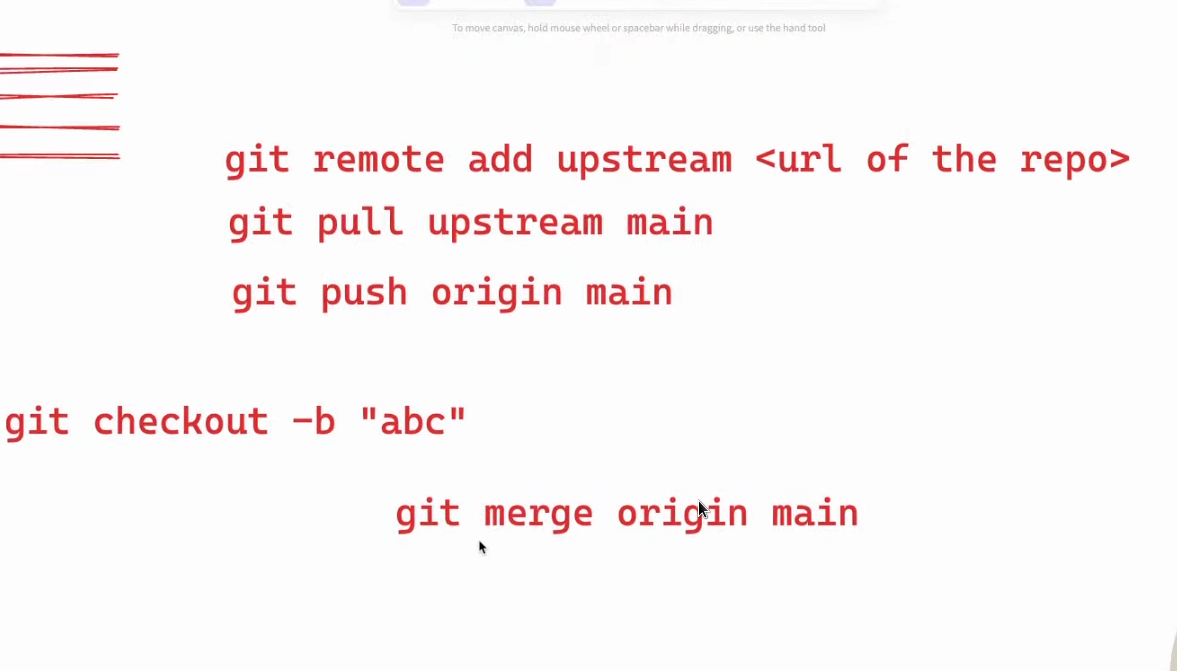 To move canvas, hold mouse wheel or spacebar while dragging, or use the hand tool
git remote add upstream <url of the repo>
git pull upstream main
git push origin main
git checkout -b "abc"
git merge origin main